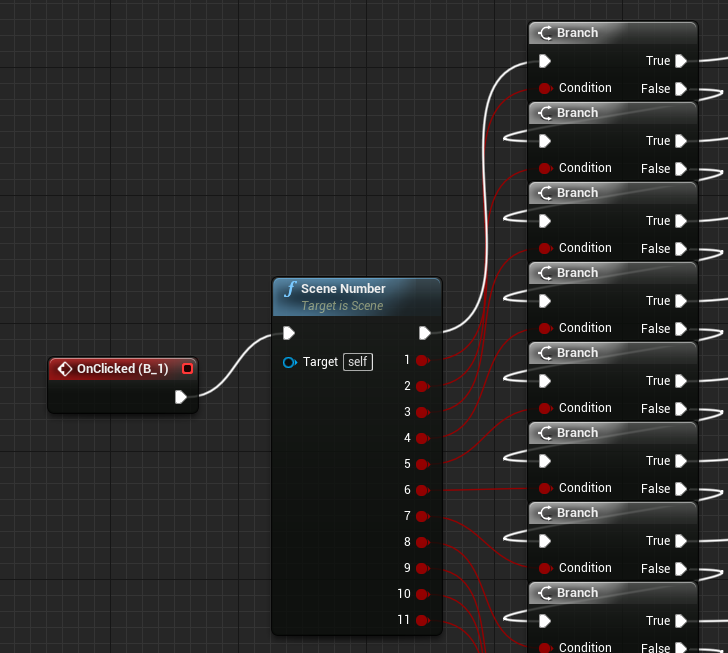 Branch
True
Condition
False
Branch
True
Condition
False
Branch
True
Condition
False
Branch
True
Condition
False
Branch
True
Condition
False
Branch
True
Condition
False
Branch
True
Condition
False
Branch
True
Condition
False
f Scene Number
Target is Scene
Target self
1
2
3
4
5
6
7
8
9
10
11
OnClicked (B_1)